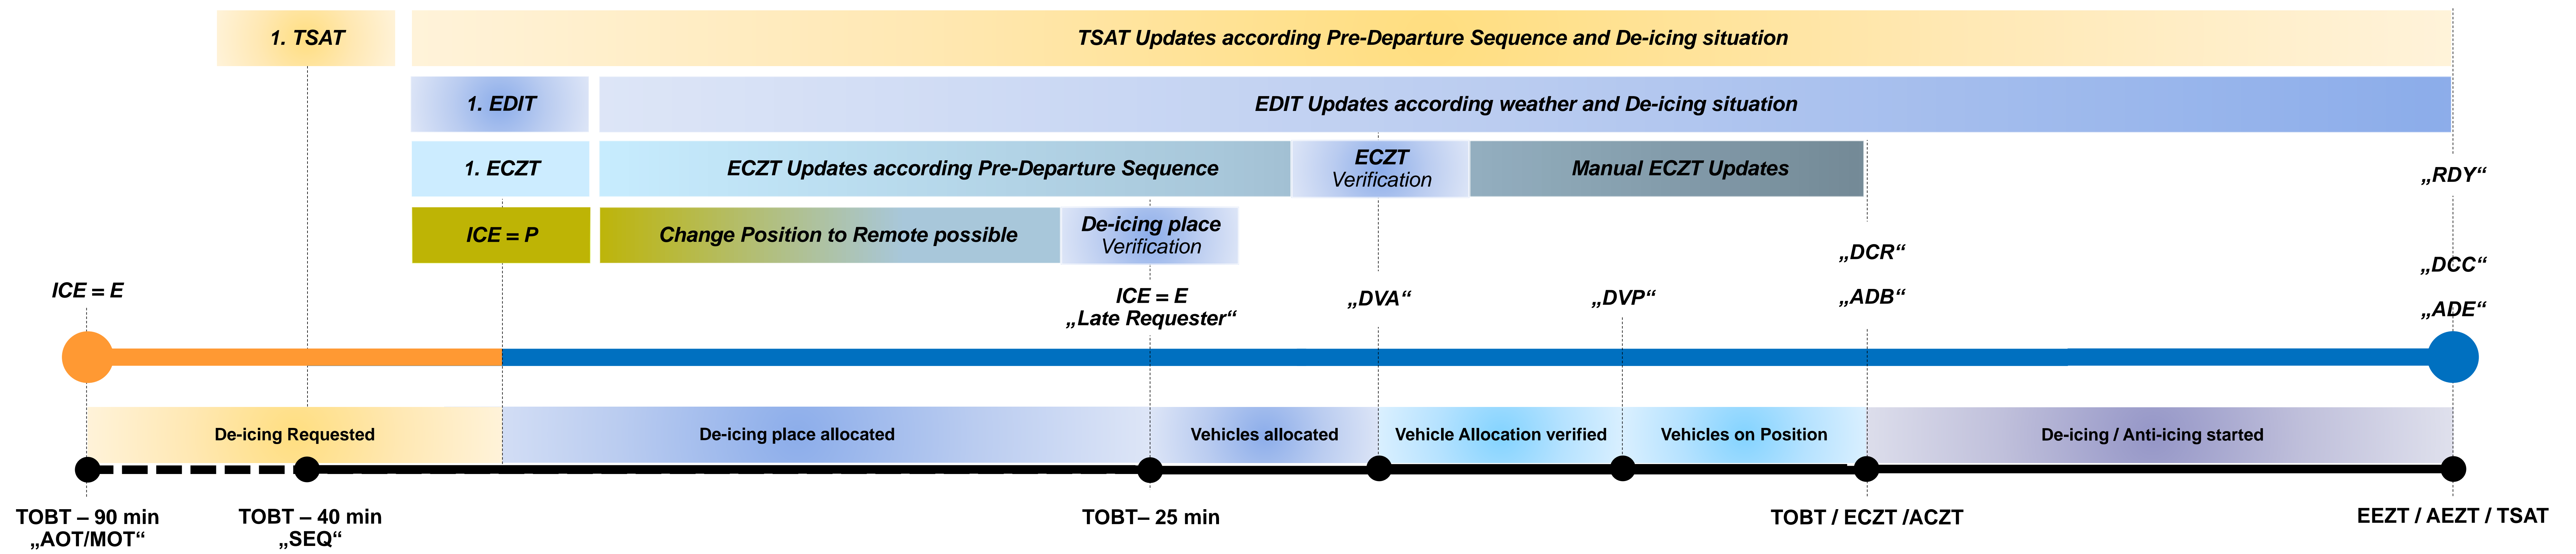 1. TSAT
TSAT Updates according Pre-Departure Sequence and De-icing situation
1. EDIT
EDIT Updates according weather and De-icing situation
1. ECZT
ECZT Updates according Pre-Departure Sequence
ECZT
Verification
Manual ECZT Updates
„RDY“
ICE = P
Change Position to Remote possible
De-icing place
Verification
„DCR“
„DCC“
ICE = E
ICE = E
„Late Requester“
„DVA“
„DVP“
„ADB“
„ADE“
De-icing Requested
De-icing place allocated
Vehicles allocated
Vehicle Allocation verified
Vehicles on Position
De-icing / Anti-icing started
TOBT – 90 min
„AOT/MOT“
TOBT – 40 min
„SEQ“
TOBT– 25 min
TOBT / ECZT /ACZT
EEZT / AEZT / TSAT